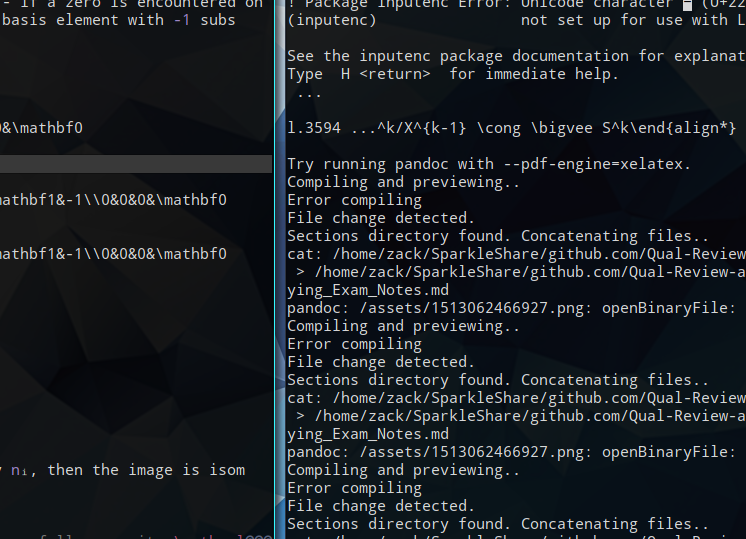 - If a zero is encountered on
basis element with -1 subs
0&\mathbf0
mathbf1&-1\\0&0&0&\mathbf0
mathbf1&-1\\0&0&0&\mathbf0
nᵢ, then the image is isom
! Package inputenc Error: Unicode character (U+22
(inputenc) not set up for use with L
See the inputenc package documentation for explanat
Type H <return> for immediate help.
...
l.3594 ...^k/X^{k-1} \cong \bigvee S^k\end{align*}
Try running pandoc with --pdf-engine=xelatex.
Compiling and previewing..
Error compiling
File change detected.
Sections directory found. Concatenating files..
cat: /home/zack/SparkleShare/github.com/Qual-Review
> /home/zack/SparkleShare/github.com/Qual-Review-a
ying_Exam_Notes.md
pandoc: /assets/1513062466927.png: openBinaryFile:
Compiling and previewing..
Error compiling
File change detected.
Sections directory found. Concatenating files..
cat: /home/zack/SparkleShare/github.com/Qual-Review
> /home/zack/SparkleShare/github.com/Qual-Review-a
ying_Exam_Notes.md
pandoc: /assets/1513062466927.png: openBinaryFile:
Compiling and previewing..
Error compiling
File change detected.
Sections directory found. Concatenating files..